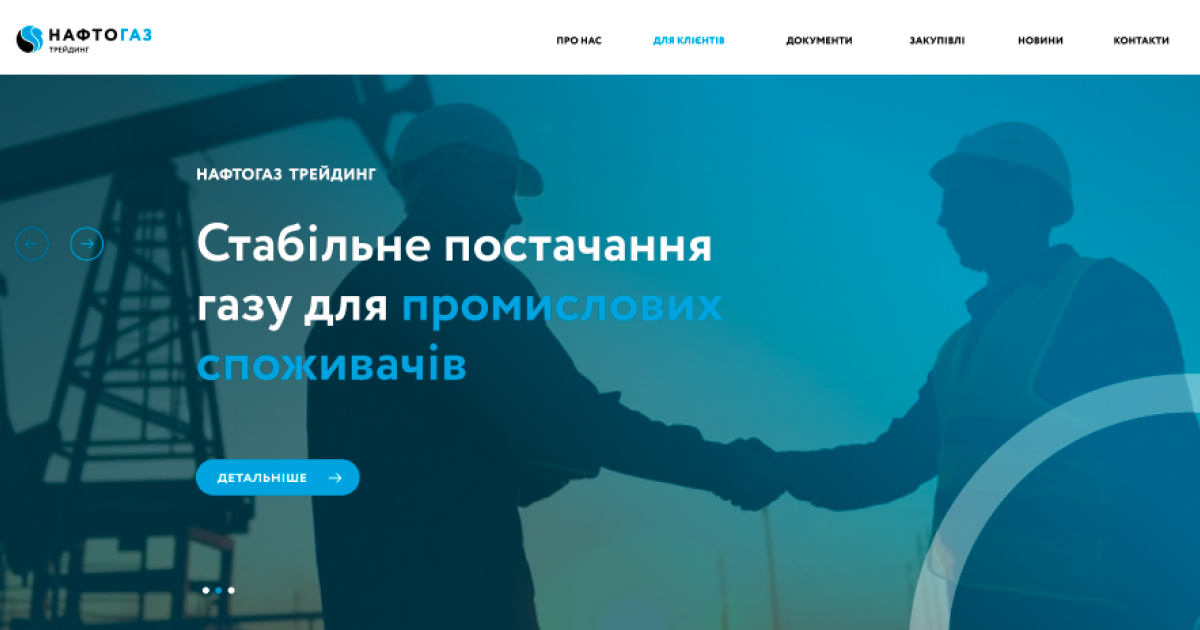 НАФТОГАЗ
ТРЕЙДИНГ
ПРО НАС
ДЛЯ КЛІЄНТІВ
ДОКУМЕНТИ
ЗАКУПІВЛІ
НОВИНИ
КОНТАКТИ
НАФТОГАЗ ТРЕЙДИНГ
Стабільне постачання
газу для промислових
споживачів
ДЕТАЛЬНІШЕ